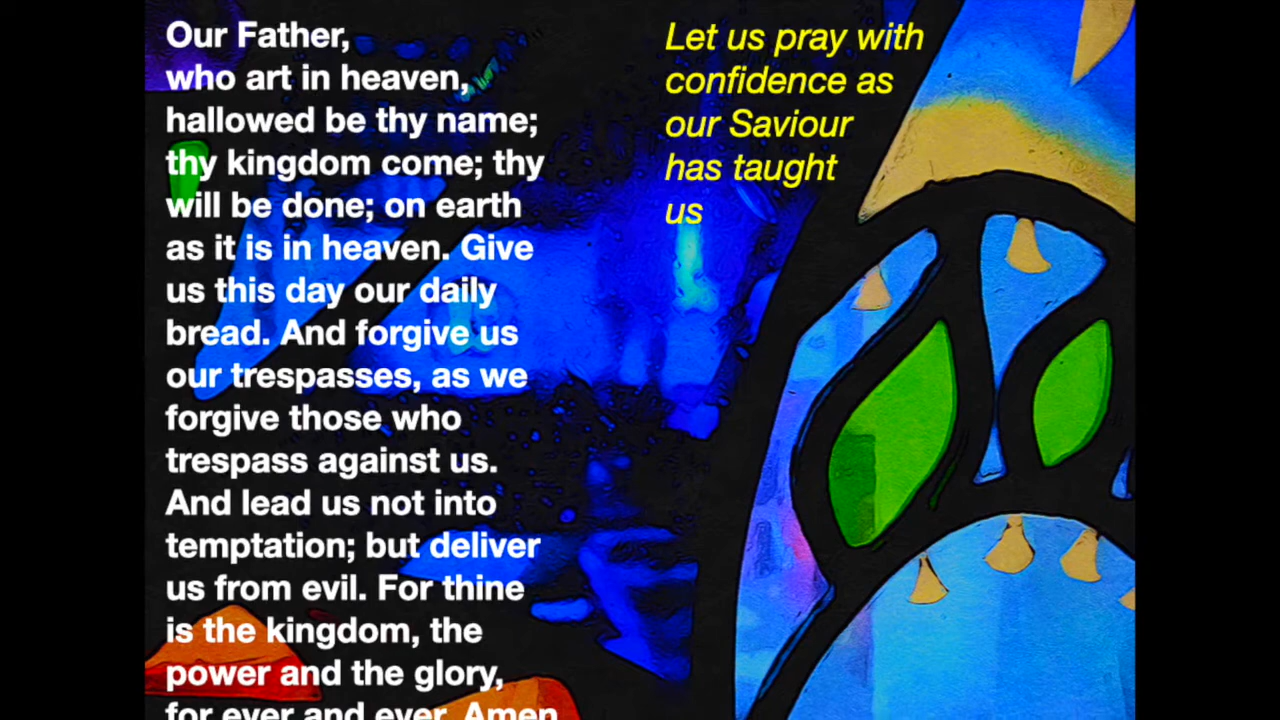 Our Father,
who art in heaven,
hallowed be thy name;
thy kingdom come; thy
will be done; on earth
as it is in heaven. Give
us this day our daily
bread. And forgive us
our trespasses, as we
forgive those who
trespass against us.
And lead us not into
temptation; but deliver
us from evil. For thine
is the kingdom, the
power and the glory,
for ever and ever. Amen
Let us pray with
confidence as
our Saviour
has taught
us